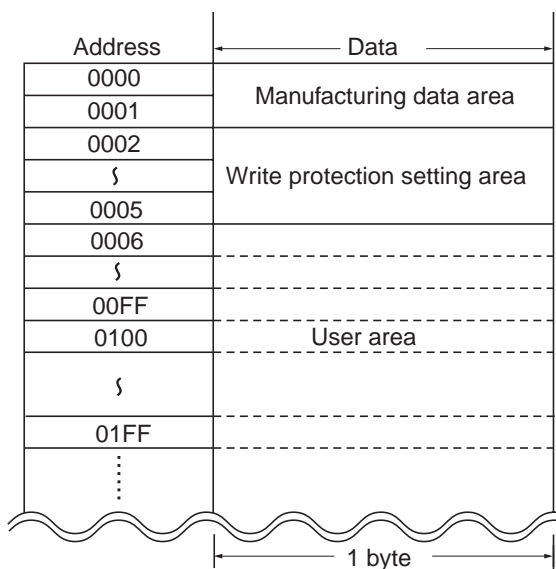 Address Data
0000
Manufacturing data area
0001
0002
Write protection setting area
0005
0006
00FF
0100 User area
01FF
1 byte